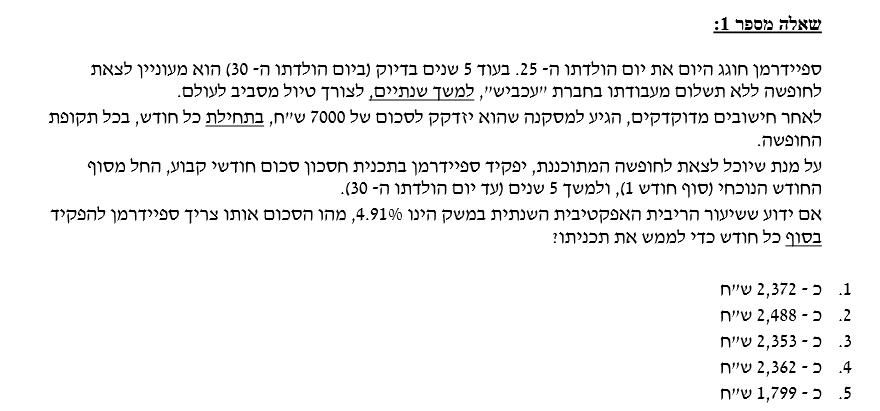 שאלה מספר 1:
ספיידרמן חוגג היום את יום הולדתו ה- 25. בעוד 5 שנים בדיוק (ביום הולדתו ה- 30) הוא מעוניין לצאת
לחופשה ללא תשלום מעבודתו בחברת "עכביש", למשך שנתיים, לצורך טיול מסביב לעולם.
לאחר חישובים מדוקדקים, הגיע למסקנה שהוא יזדקק לסכום של 7000 ש"ח, בתחילת כל חודש, בכל תקופת
החופשה.
על מנת שיוכל לצאת לחופשה המתוכננת, יפקיד ספיידרמן בתכנית חסכון סכום חודשי קבוע, החל מסוף
החודש הנוכחי (סוף חודש 1), ולמשך 5 שנים (עד יום הולדתו ה- 30).
אם ידוע ששיעור הריבית האפקטיבית השנתית במשק הינו 4.91%, מהו הסכום אותו צריך ספיידרמן להפקיד
בסוף כל חודש כדי לממש את תכניתו?
1. כ - 2,372 ש"ח
2. כ - 2,488 ש"ח
3. כ - 2,353 ש"ח
4. כ - 2,362 ש"ח
5. כ - 1,799 ש"ח